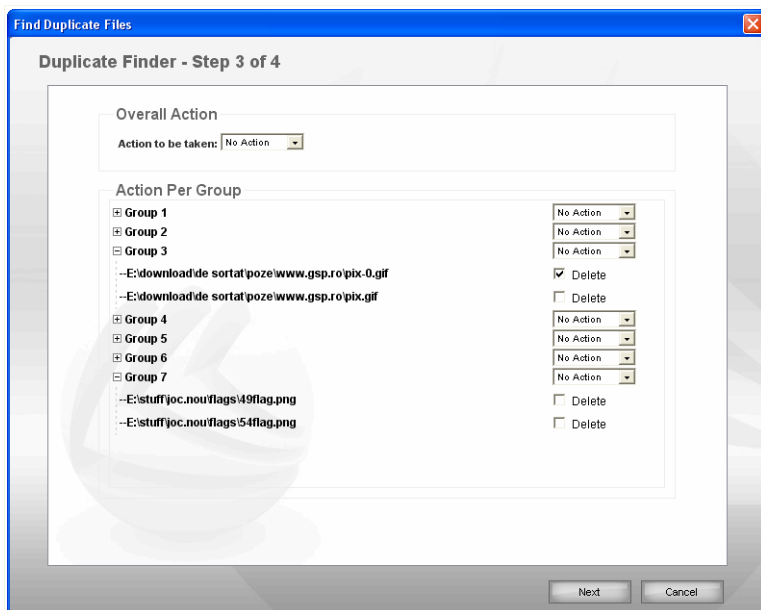 Find Duplicate Files
Duplicate Finder - Step 3 of 4
Overall Action
Action to be taken: No Action
Action Per Group
Group 1 No Action
Group 2 No Action
Group 3 No Action
--E:\download\de sortat\poze\www.gsp.ro\pix-0.gif Delete
--E:\download\de sortat\poze\www.gsp.ro\pix.gif Delete
Group 4 No Action
Group 5 No Action
Group 6 No Action
Group 7 No Action
--E:\stuff\joc.nou\flags\49flag.png Delete
--E:\stuff\joc.nou\flags\54flag.png Delete
Next Cancel